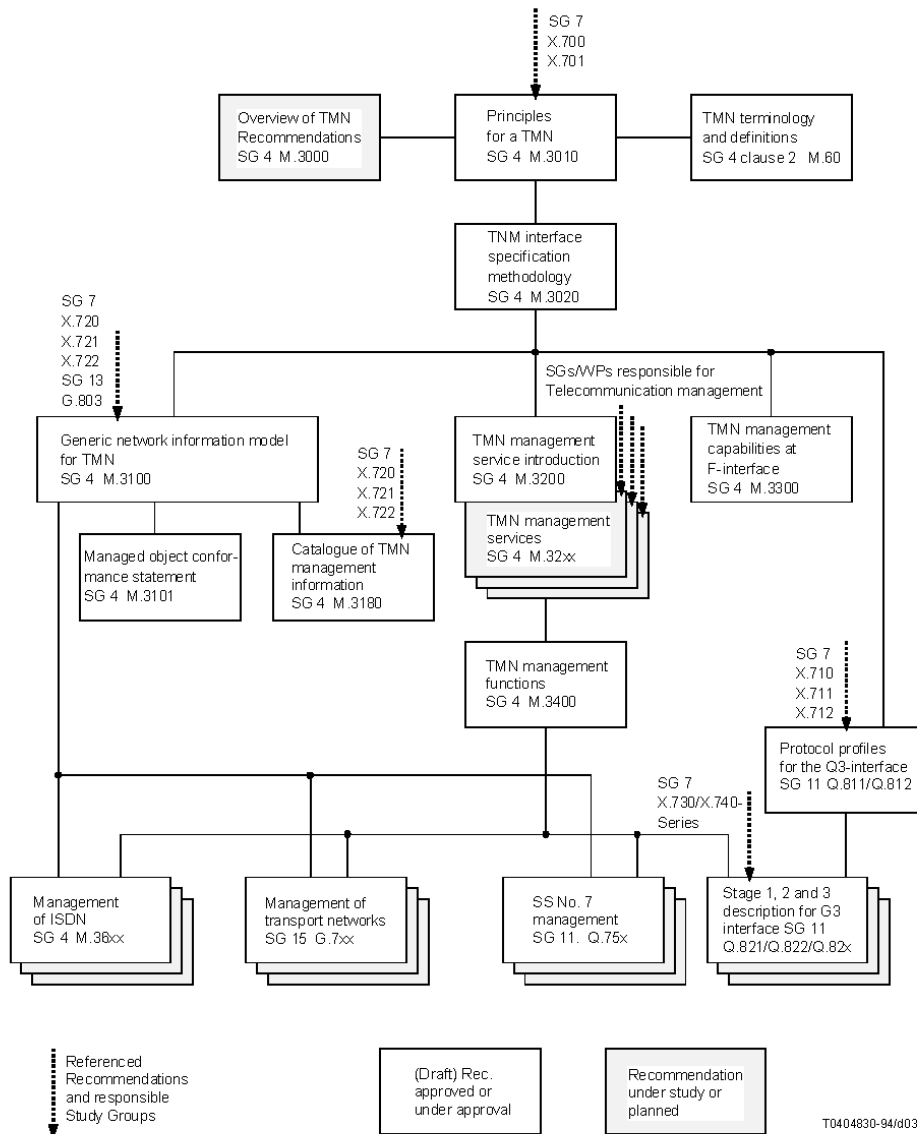 SG 7
X.700
X.701
Overview of TMN
Recommendations
SG 4 M.3000
Principles
for a TMN
SG 4 M.3010
TMN terminology
and definitions
SG 4 clause 2 M.60
TNM interface
specification
methodology
SG 4 M.3020
SG 7
X.720
X.721
X.722
SG 13
G.803
SGs/WPs responsible for
Telecommunication management
Generic network information model
for TMN
SG 4 M.3100
SG 7
X.720
X.721
X.722
TMN management
service introduction
SG 4 M.3200
TMN management
capabilities at
F-interface
SG 4 M.3300
Managed object confor-
mance statement
SG 4 M.3101
Catalogue of TMN
management
information
SG 4 M.3180
TMN management
services
SG 4 M.32xx
TMN management
functions
SG 4 M.3400
SG 7
X.710
X.711
X.712
Protocol profiles
for the Q3-interface
SG 11 Q.811/Q.812
SG 7
X.730/X.740-
Series
Management
of ISDN
SG 4 M.36xx
Management of
transport networks
SG 15 G.7xx
SS No. 7
management
SG 11. Q.75x
Stage 1, 2 and 3
description for G3
interface SG 11
Q.821/Q.822/Q.82x
Referenced
Recommendations
and responsible
Study Groups
(Draft) Rec.
approved or
under approval
Recommendation
under study or
planned
T0404830-94/d03